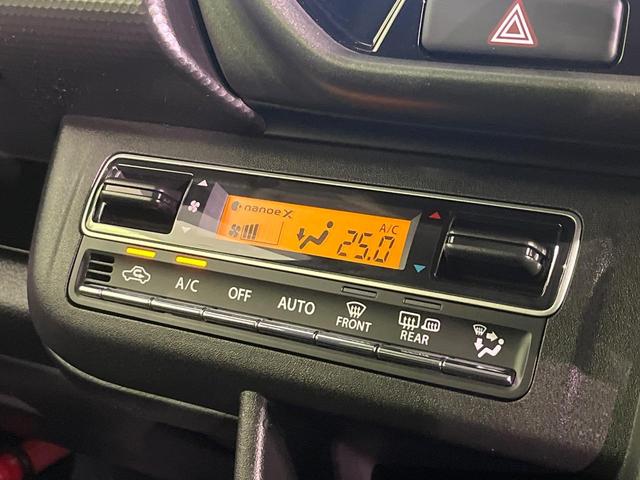 nanoe X
A/C
25.0
A/C
OFF
AUTO
FRONT
REAR